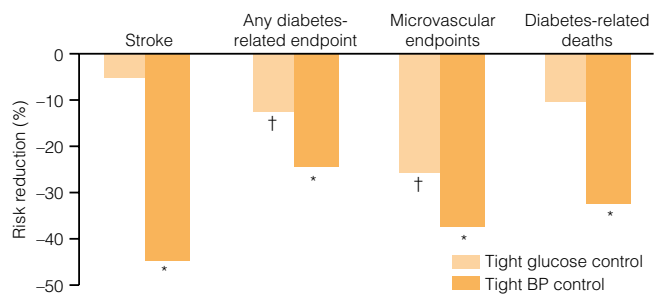 Stroke
Any diabetes-
related endpoint
Microvascular
endpoints
Diabetes-related
deaths
Risk reduction (%)
0
–10
–20
–30
–40
–50
†
†
*
*
*
*
Tight glucose control
Tight BP control